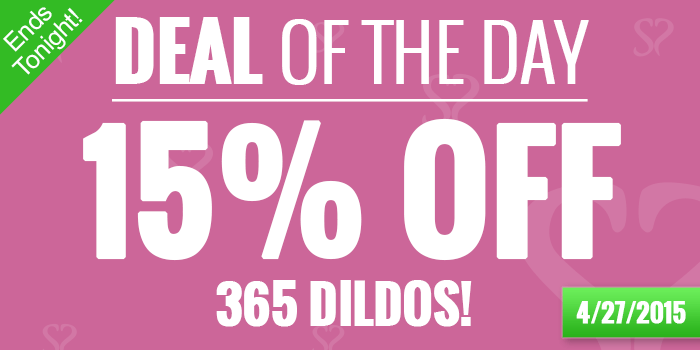 Ends
Tonight!
DEAL OF THE DAY
15% OFF
365 DILDOS!
4/27/2015